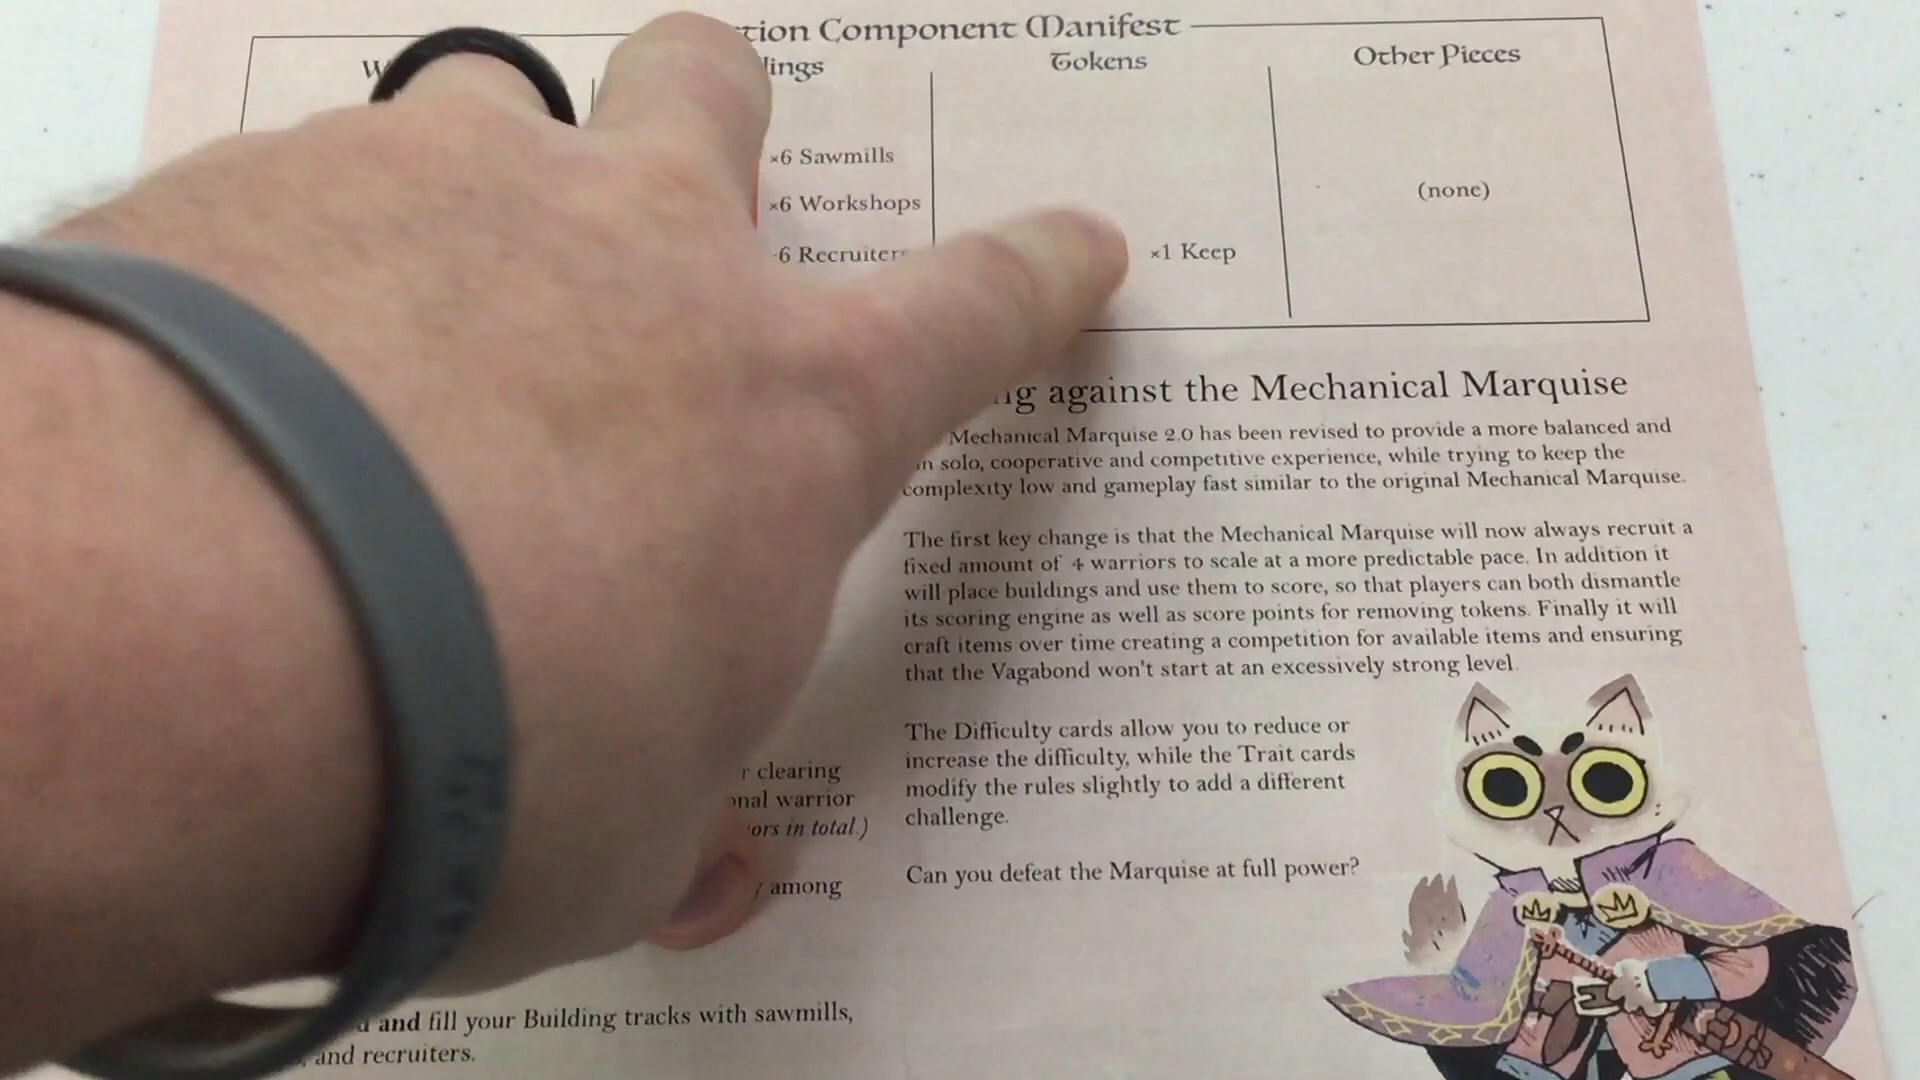 Component Manifest
Tokens
Other Pieces
×6 Sawmills
×6 Workshops
6
×1 Keep
(none)
against the Mechanical Marquise
Mechanical Marquise 2.0 has been revised to provide a more balanced and
solo, cooperative and competitive experience, while trying to keep the
complexity low and gameplay fast similar to the original Mechanical Marquise.
The first key change is that the Mechanical Marquise will now always recruit a
fixed amount of 4 warriors to scale at a more predictable pace. In addition it
will place buildings and use them to score, so that players can both dismantle
its scoring engine as well as score points for removing tokens. Finally it will
craft items over time creating a competition for available items and ensuring
that the Vagabond won't start at an excessively strong level.
The Difficulty cards allow you to reduce or
increase the difficulty, while the Trait cards
modify the rules slightly to add a different
challenge.
Can you defeat the Marquise at full power?
clearing
warrior
in total.)
among
and fill your Building tracks with sawmills,
and recruiters.